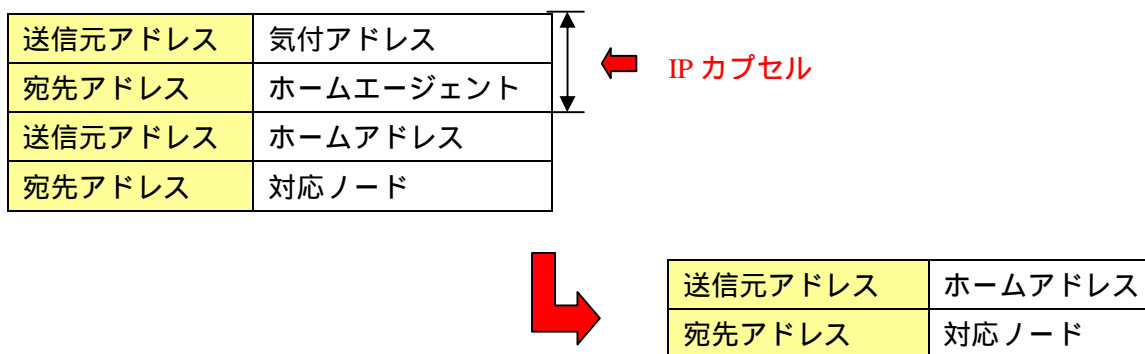 送信元アドレス 気付アドレス
宛先アドレス ホームエージェント
IP カプセル
送信元アドレス ホームアドレス
宛先アドレス 対応ノード
送信元アドレス ホームアドレス
宛先アドレス 対応ノード